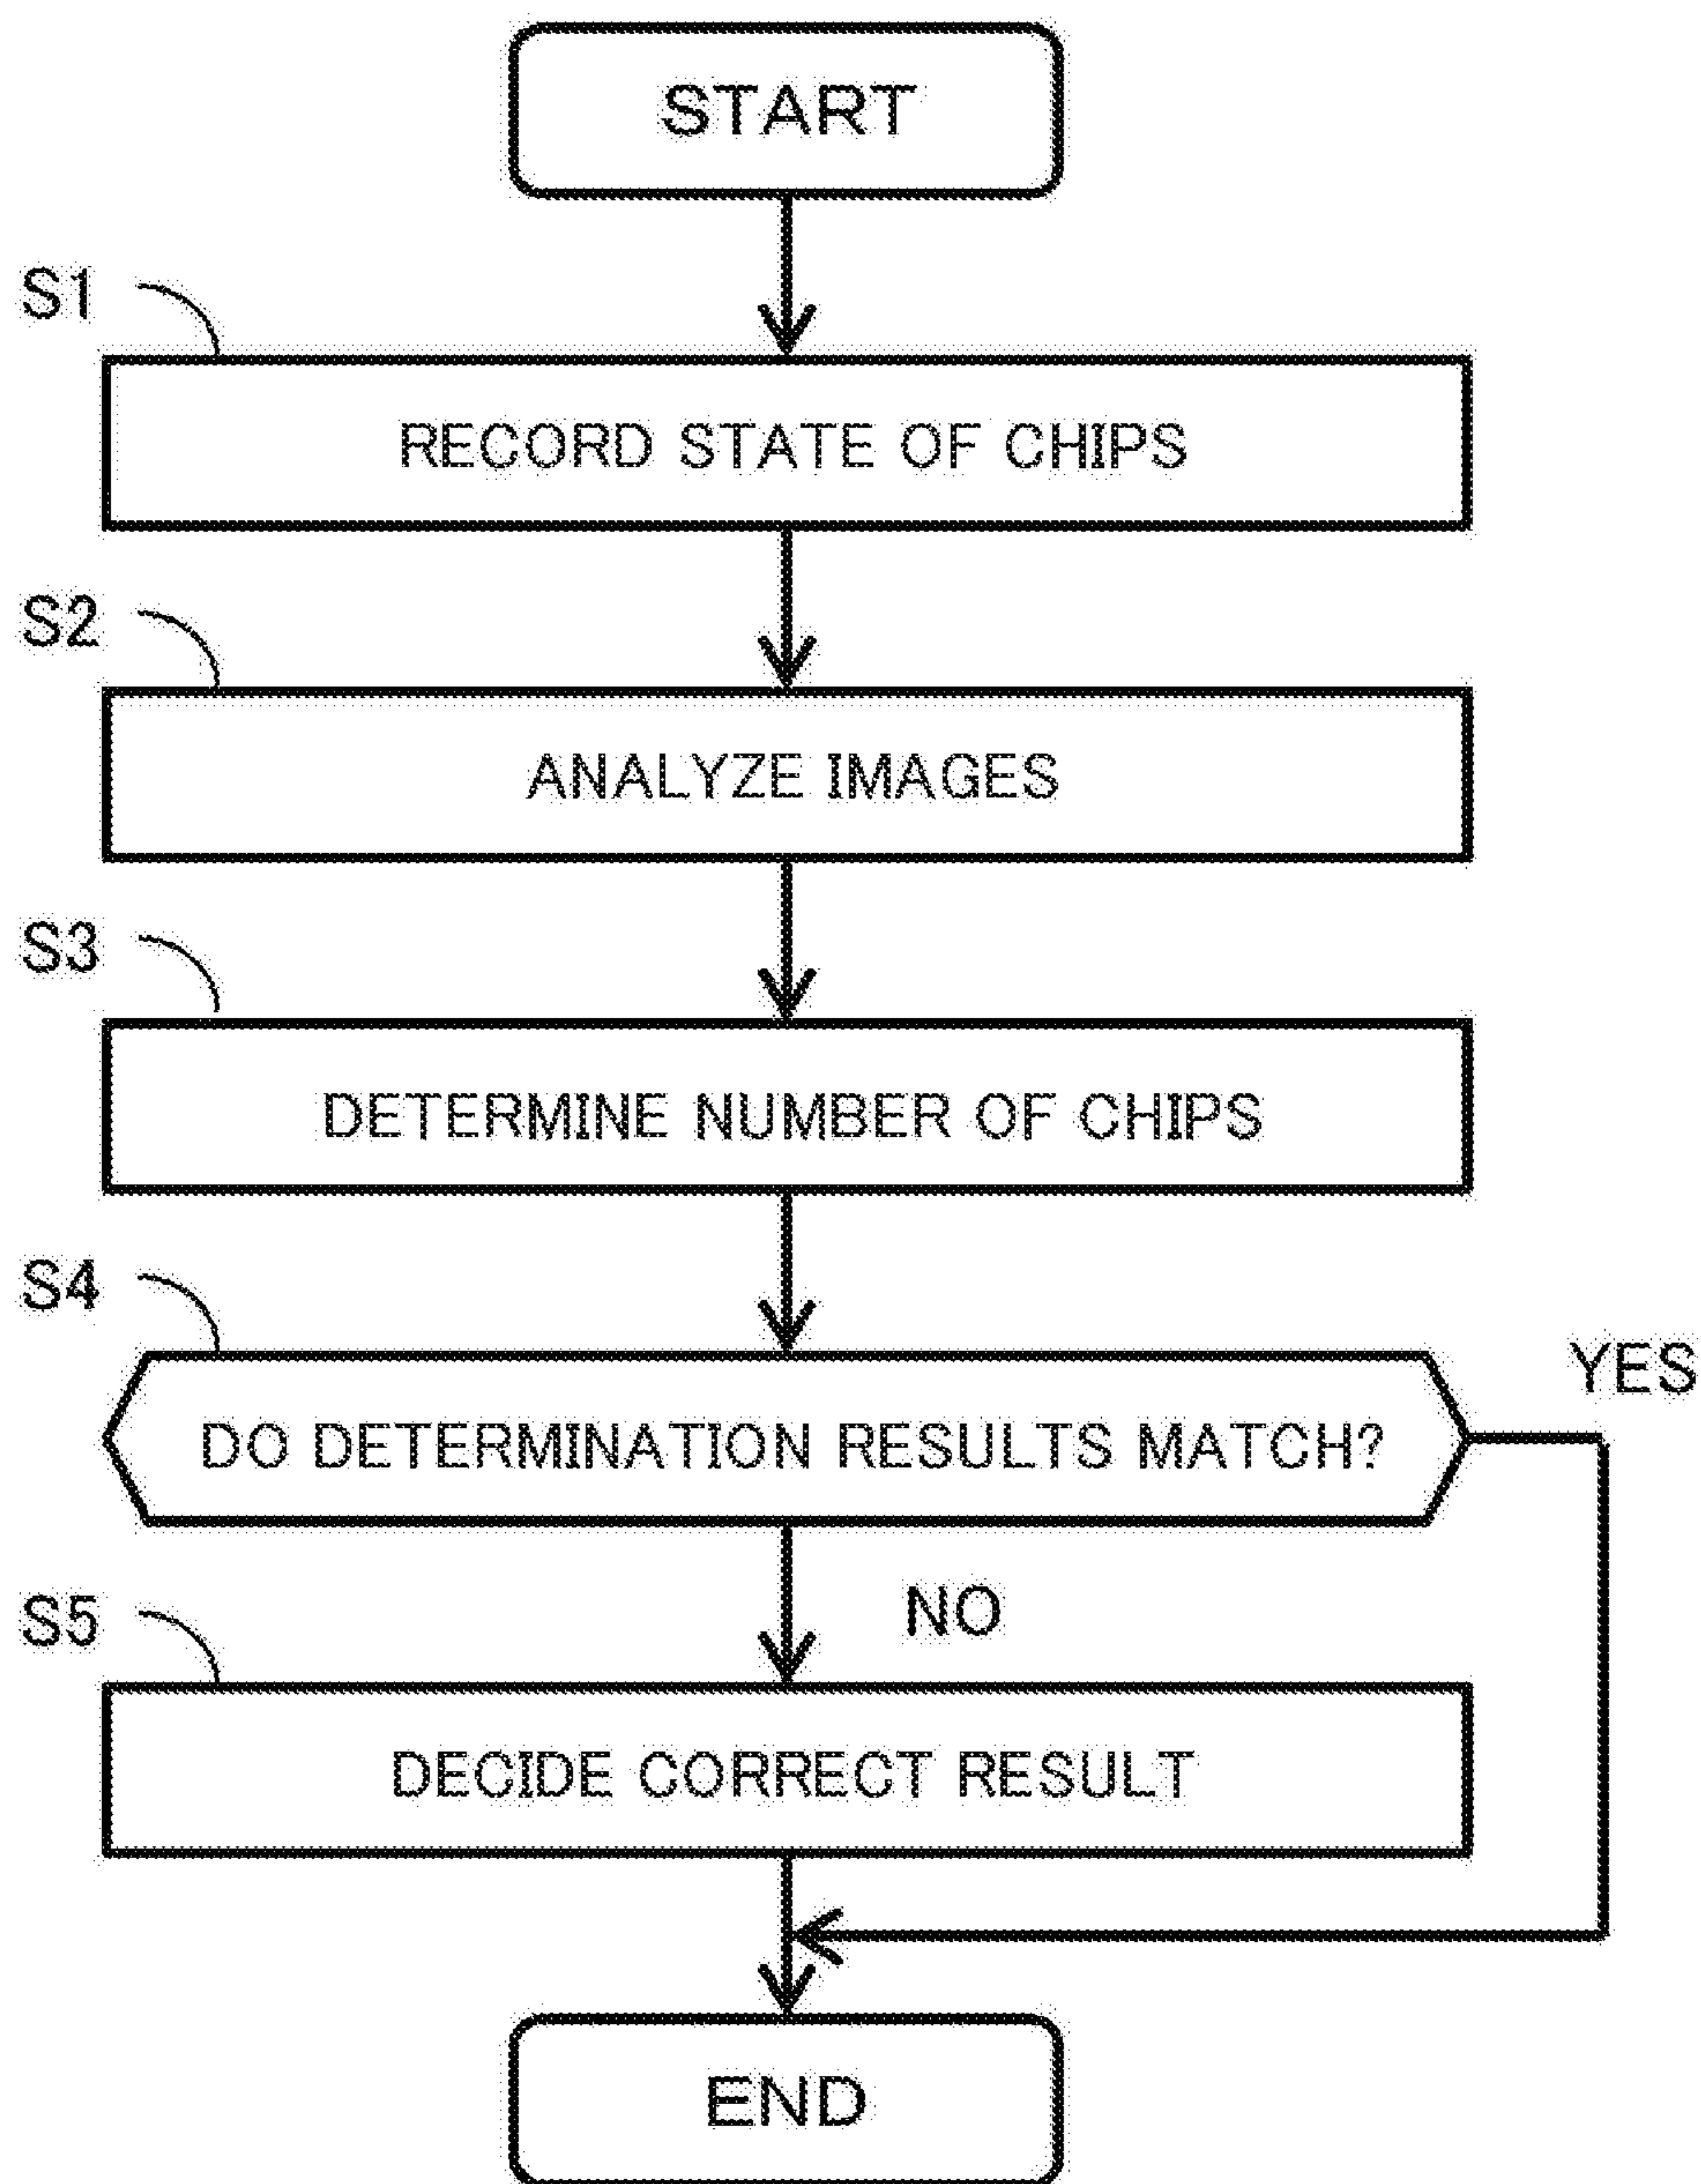 START
S1
RECORD STATE OF CHIPS
S2
ANALYZE IMAGES
S3
DETERMINE NUMBER OF CHIPS
S4
YES
DO DETERMINATION RESULTS MATCH?
NO
S5
DECIDE CORRECT RESULT
END